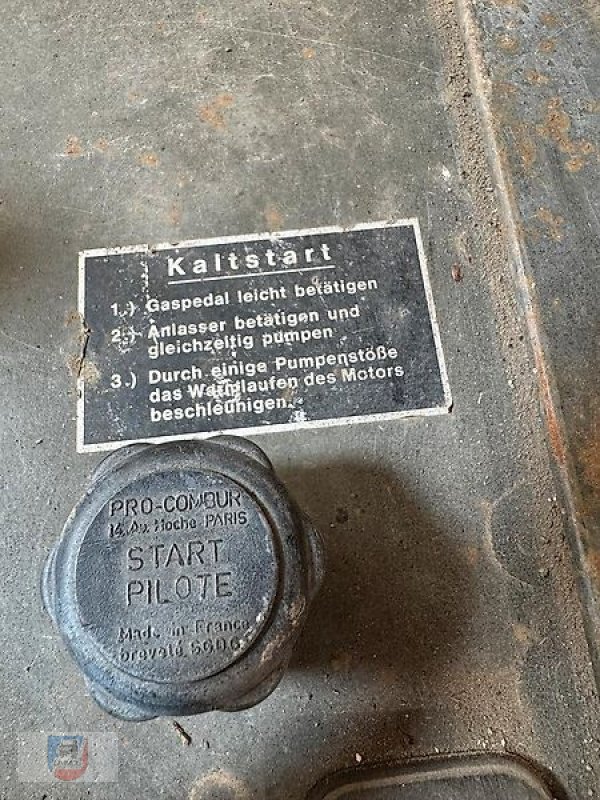 Kaltstart
1.) Gaspedal leicht betätigen
2.) Anlasser betätigen und
gleichzeitig pumpen
3.) Durch einige Pumpenstöße
das Warmlaufen des Motors
beschleunigen.
PRO-COMBUR
14. Av. Hoche PARIS
START
PILOTE
Made in France
breveté SGDG